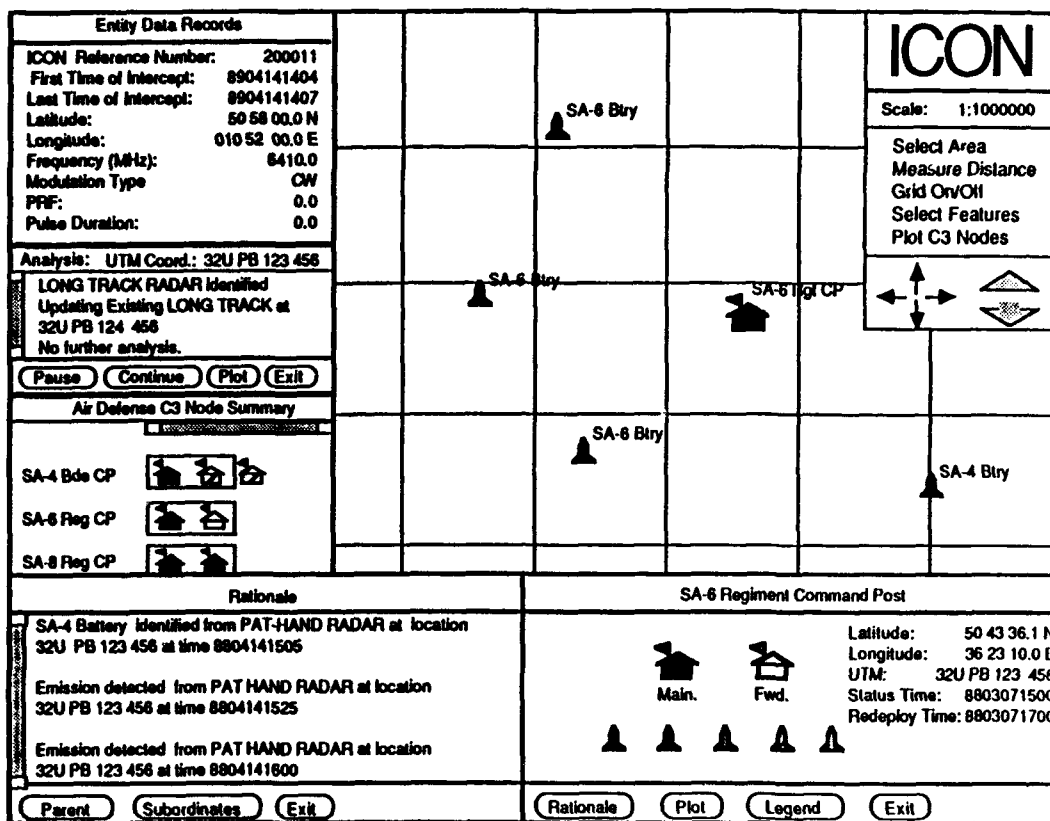 Entity Data Records
ICON Reference Number: 200011
First Time of Intercept: 8904141404
Last Time of Intercept: 8904141407
Latitude: 50 58 00.0 N
Longitude: 010 52 00.0 E
Frequency (MHz): 6410.0
Modulation Type CW
PRF: 0.0
Pulse Duration: 0.0
Analysis: UTM Coord.: 32U PB 123 456
LONG TRACK RADAR Identified
Updating Existing LONG TRACK at
32U PB 124 456
No further analysis.
Pause Continue Plot Exit
Air Defense C3 Node Summary
SA-4 Bde CP
SA-6 Reg CP
SA-8 Reg CP
SA-6 Btry
SA-6 Btry
SA-6 Rgt CP
SA-6 Btry
SA-4 Btry
ICON
Scale: 1:1000000
Select Area
Measure Distance
Grid On/Off
Select Features
Plot C3 Nodes
Rationale
SA-4 Battery identified from PAT-HAND RADAR at location
32U PB 123 456 at time 8804141505
Emission detected from PAT HAND RADAR at location
32U PB 123 456 at time 8804141525
Emission detected from PAT HAND RADAR at location
32U PB 123 456 at time 8804141600
Parent Subordinates Exit
SA-6 Regiment Command Post
Main. Fwd.
Latitude: 50 43 36.1 N
Longitude: 36 23 10.0 E
UTM: 32U PB 123 456
Status Time: 8803071500
Redeploy Time: 8803071700
Rationale Plot Legend Exit